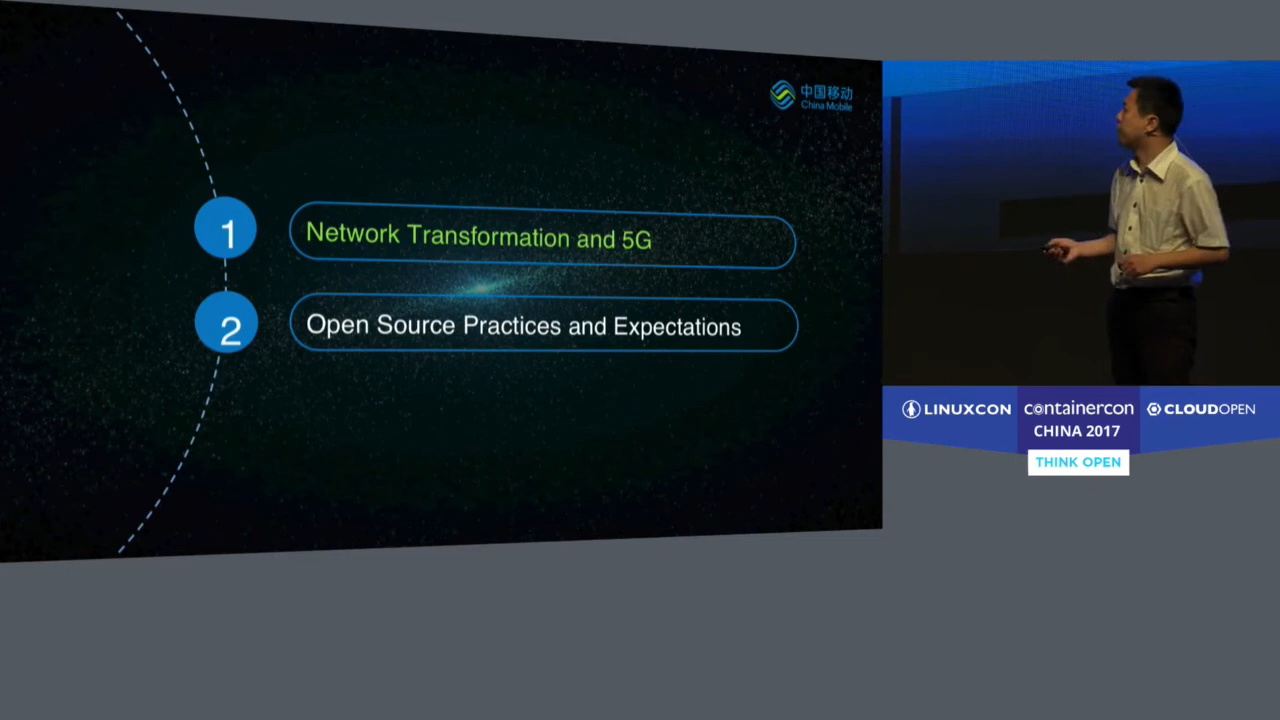 中国移动
China Mobile
1
Network Transformation and 5G
2
Open Source Practices and Expectations
LINUXCON
containercon
CLOUDOPEN
CHINA 2017
THINK OPEN